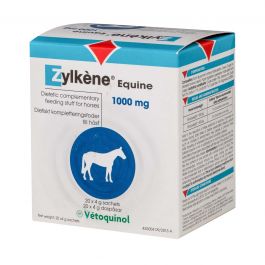 Zylkène® Equine
1000 mg
Dietetic complementary
feeding stuff for horses
Dietiskt kompletteringsfoder
till häst
20 x 4 g sachets
20 x 4 g dospåsar
Vétoquinol
Net weight: 20 x4 g sachets